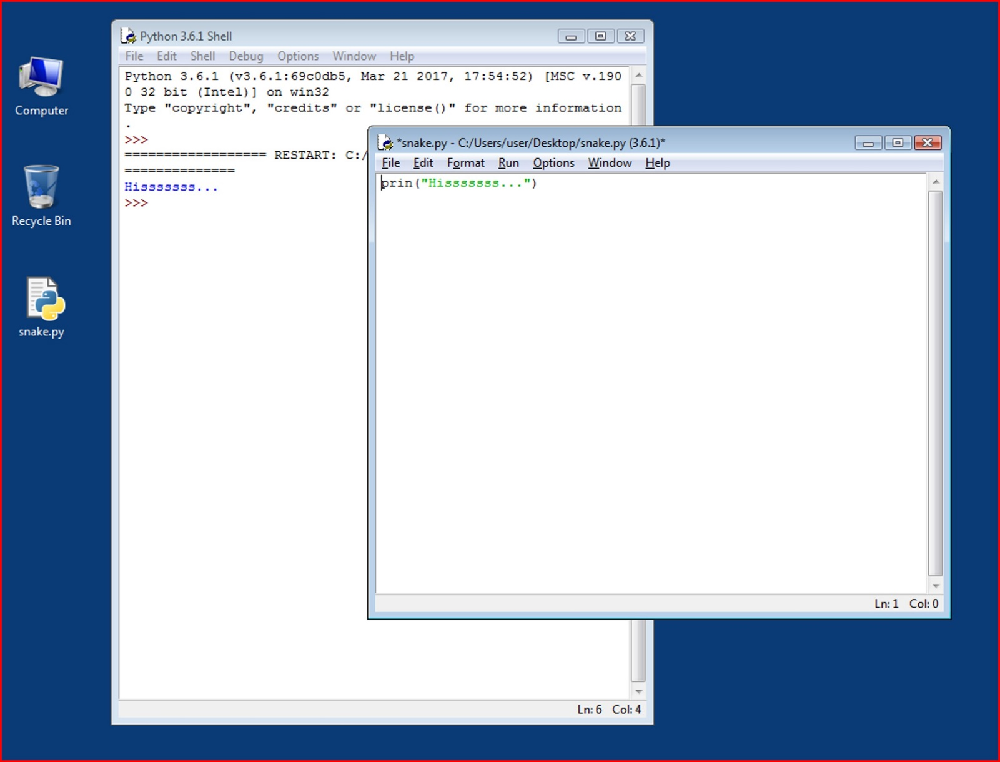 Computer
Recycle Bin
snake.py
Python 3.6.1 Shell
File Edit Shell Debug Options Window Help
Python 3.6.1 (v3.6.1:69c0db5, Mar 21 2017, 17:54:52) [MSC v.190
0 32 bit (Intel)] on win32
Type "copyright", "credits" or "license()" for more information
.
>>>
================== RESTART: C:/
==============
Hisssssss...
>>>
Ln: 6 Col: 4
*snake.py - C:/Users/user/Desktop/snake.py (3.6.1)*
File Edit Format Run Options Window Help
prin("Hisssssss...")
Ln: 1 Col: 0